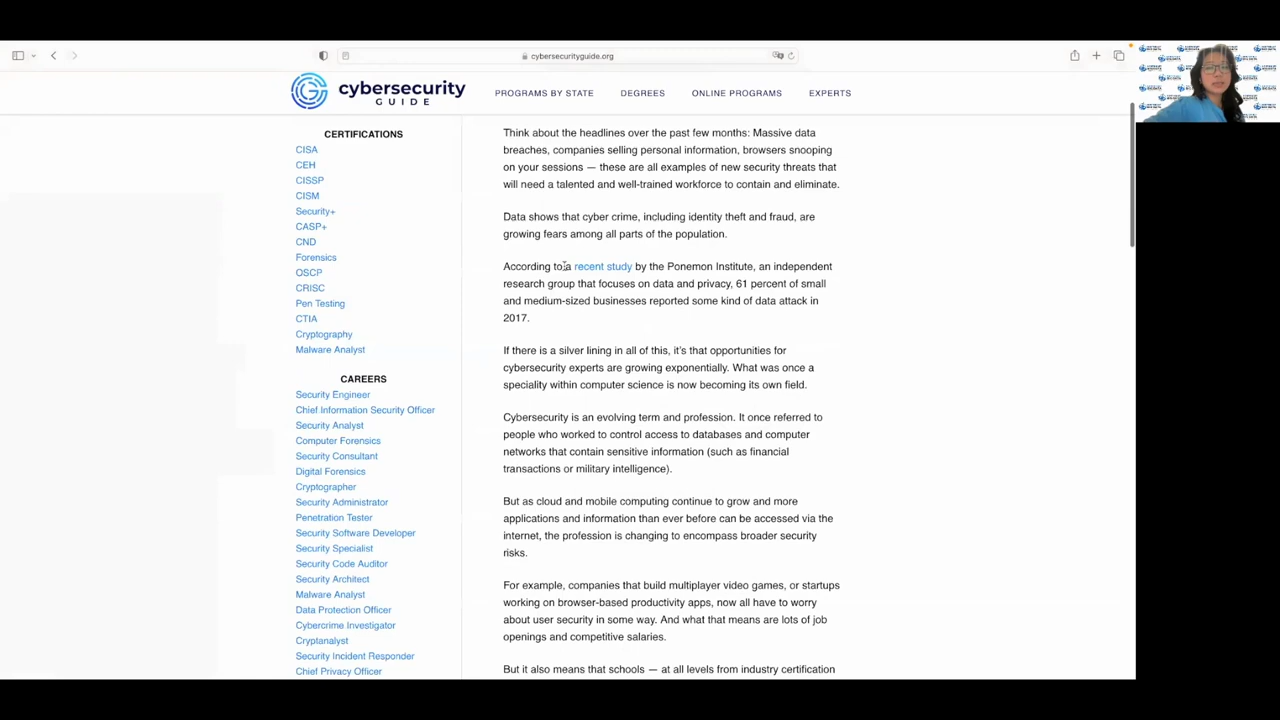 cybersecurityguide.org
cybersecurity
GUIDE
PROGRAMS BY STATE
DEGREES
ONLINE PROGRAMS
EXPERTS
CERTIFICATIONS
CISA
CEH
CISSP
CISM
Security+
CASP+
CND
Forensics
OSCP
CRISC
Pen Testing
CTIA
Cryptography
Malware Analyst
CAREERS
Security Engineer
Chief Information Security Officer
Security Analyst
Computer Forensics
Security Consultant
Digital Forensics
Cryptographer
Security Administrator
Penetration Tester
Security Software Developer
Security Specialist
Security Code Auditor
Security Architect
Malware Analyst
Data Protection Officer
Cybercrime Investigator
Cryptanalyst
Security Incident Responder
Chief Privacy Officer
Think about the headlines over the past few months: Massive data
breaches, companies selling personal information, browsers snooping
on your sessions — these are all examples of new security threats that
will need a talented and well-trained workforce to contain and eliminate.
Data shows that cyber crime, including identity theft and fraud, are
growing fears among all parts of the population.
According to a recent study by the Ponemon Institute, an independent
research group that focuses on data and privacy, 61 percent of small
and medium-sized businesses reported some kind of data attack in
2017.
If there is a silver lining in all of this, it's that opportunities for
cybersecurity experts are growing exponentially. What was once a
speciality within computer science is now becoming its own field.
Cybersecurity is an evolving term and profession. It once referred to
people who worked to control access to databases and computer
networks that contain sensitive information (such as financial
transactions or military intelligence).
But as cloud and mobile computing continue to grow and more
applications and information than ever before can be accessed via the
internet, the profession is changing to encompass broader security
risks.
For example, companies that build multiplayer video games, or startups
working on browser-based productivity apps, now all have to worry
about user security in some way. And what that means are lots of job
openings and competitive salaries.
But it also means that schools — at all levels from industry certification